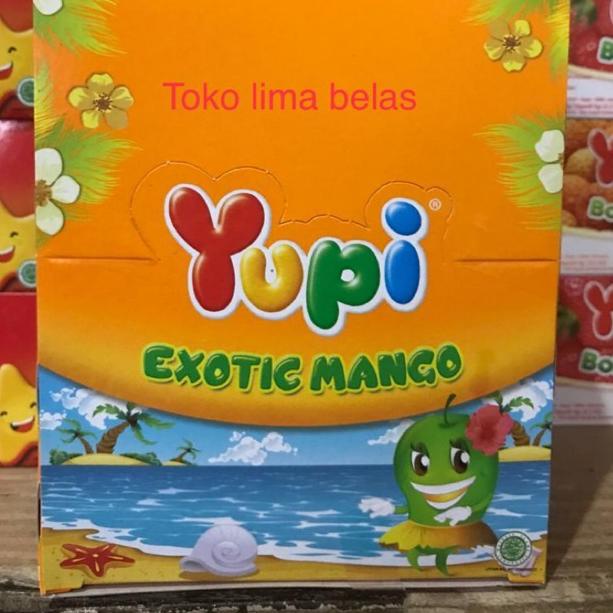 Toko lima belas
Yupi®
EXOTIC MANGO